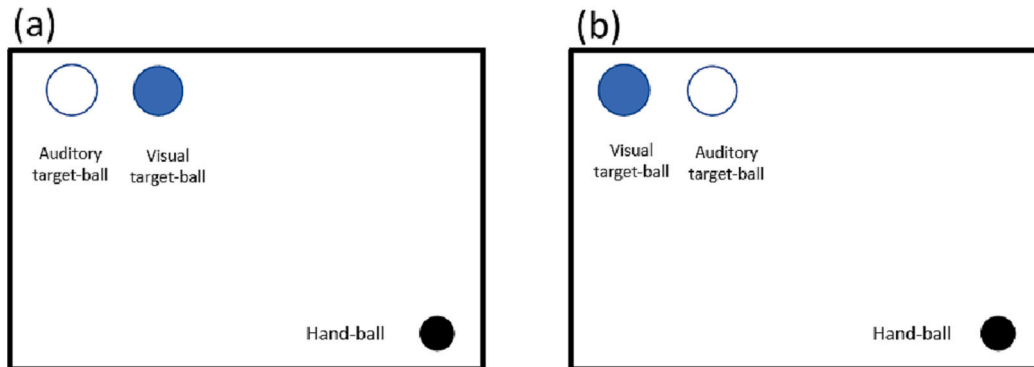 (a)
Auditory
target-ball
Visual
target-ball
Hand-ball
(b)
Visual
target-ball
Auditory
target-ball
Hand-ball